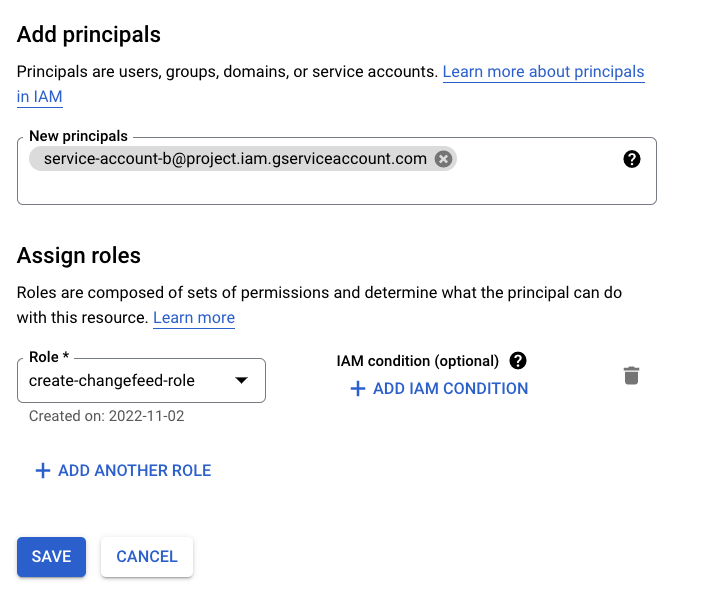 Add principals
Principals are users, groups, domains, or service accounts. Learn more about principals
in IAM
New principals
service-account-b@project.iam.gserviceaccount.com
Assign roles
Roles are composed of sets of permissions and determine what the principal can do
with this resource. Learn more
Role *
create-changefeed-role
Created on: 2022-11-02
IAM condition (optional)
ADD IAM CONDITION
ADD ANOTHER ROLE
SAVE
CANCEL